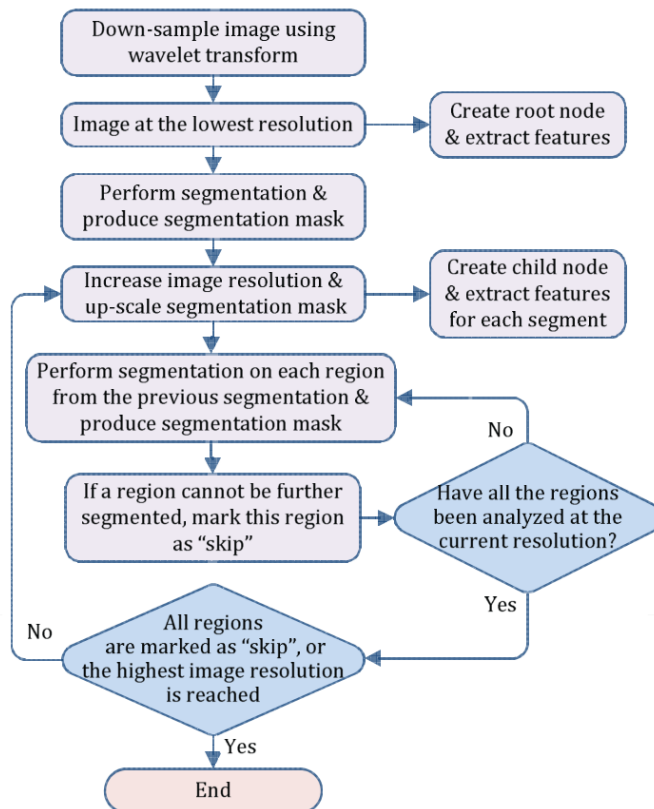 Down-sample image using
wavelet transform
Image at the lowest resolution
Create root node
& extract features
Perform segmentation &
produce segmentation mask
Increase image resolution &
up-scale segmentation mask
Create child node
& extract features
for each segment
Perform segmentation on each region
from the previous segmentation &
produce segmentation mask
No
If a region cannot be further
segmented, mark this region
as “skip”
Have all the regions
been analyzed at the
current resolution?
Yes
No
All regions
are marked as “skip”, or
the highest image resolution
is reached
Yes
End